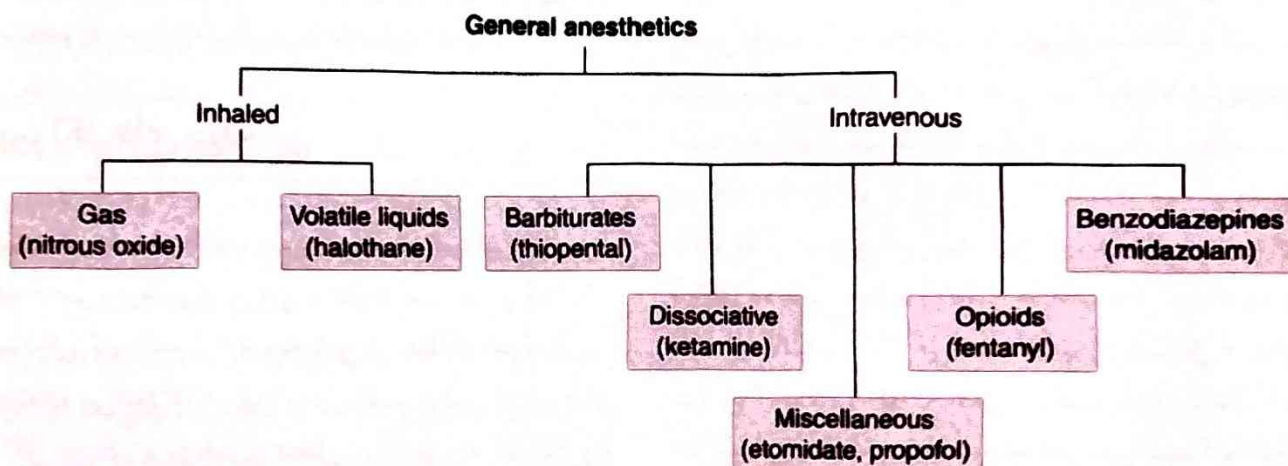 General anesthetics
Inhaled
Intravenous
Gas
(nitrous oxide)
Volatile liquids
(halothane)
Barbiturates
(thiopental)
Benzodiazepines
(midazolam)
Dissociative
(ketamine)
Opioids
(fentanyl)
Miscellaneous
(etomidate, propofol)